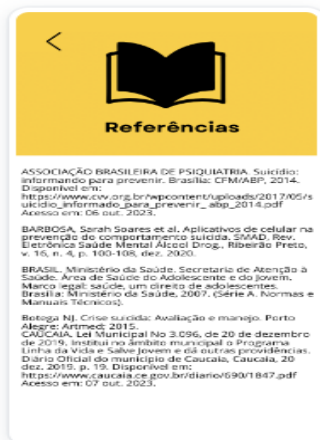 Referências
ASSOCIAÇÃO BRASILEIRA DE PSIQUIATRIA. Suicídio:
informando para prevenir. Brasília: CFM/ABP, 2014.
Disponível em:
https://www.cvv.org.br/wpcontent/uploads/2017/05/s
uicidio_informado_para_prevenir_ abp_2014.pdf
Acesso em: 06 out. 2023.
BARBOSA, Sarah Soares et al. Aplicativos de celular na
prevenção do comportamento suicida. SMAD, Rev.
Eletrônica Saúde Mental Álcool Drog., Ribeirão Preto,
v. 16, n. 4, p. 100-108, dez. 2020.
BRASIL. Ministério da Saúde. Secretaria de Atenção à
Saúde. Área de Saúde do Adolescente e do Jovem.
Marco legal: saúde, um direito de adolescentes.
Brasília: Ministério da Saúde, 2007. (Série A. Normas e
Manuais Técnicos).
Botega NJ. Crise suicida: Avaliação e manejo. Porto
Alegre: Artmed; 2015.
CAUCAIA. Lei Municipal No 3.096, de 20 de dezembro
de 2019. Institui no âmbito municipal o Programa
Linha da Vida e Salve Jovem e dá outras providências.
Diário Oficial do município de Caucaia, Caucaia, 20
dez. 2019. p. 19. Disponível em:
https://www.caucaia.ce.gov.br/diario/690/1847.pdf
Acesso em: 07 out. 2023.